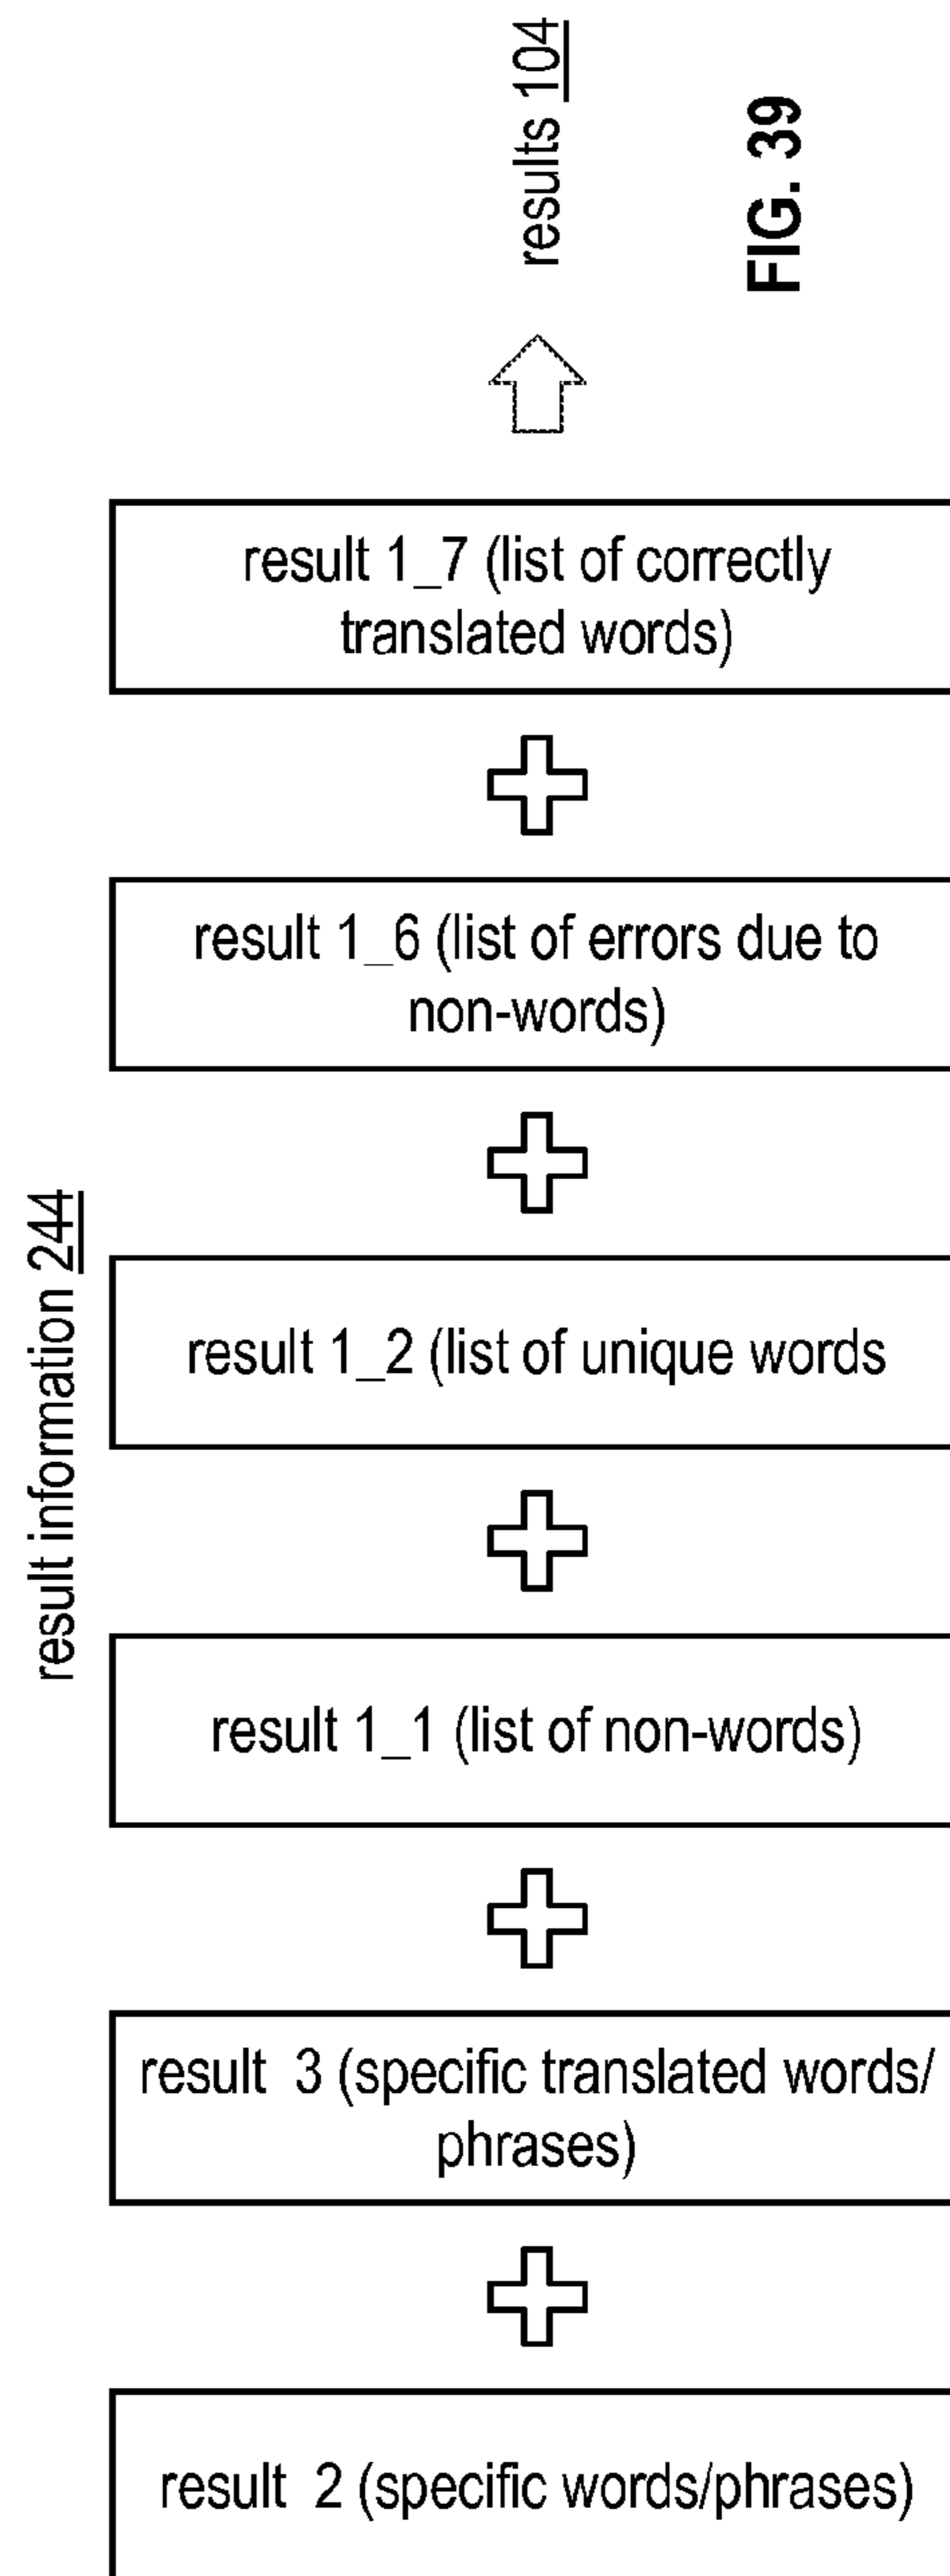 results 104
FIG. 39
result 1_7 (list of correctly
translated words)
result 1_6 (list of errors due to
non-words)
result information 244
result 1_2 (list of unique words
result 1_1 (list of non-words)
result 3 (specific translated words/
phrases)
result 2 (specific words/phrases)